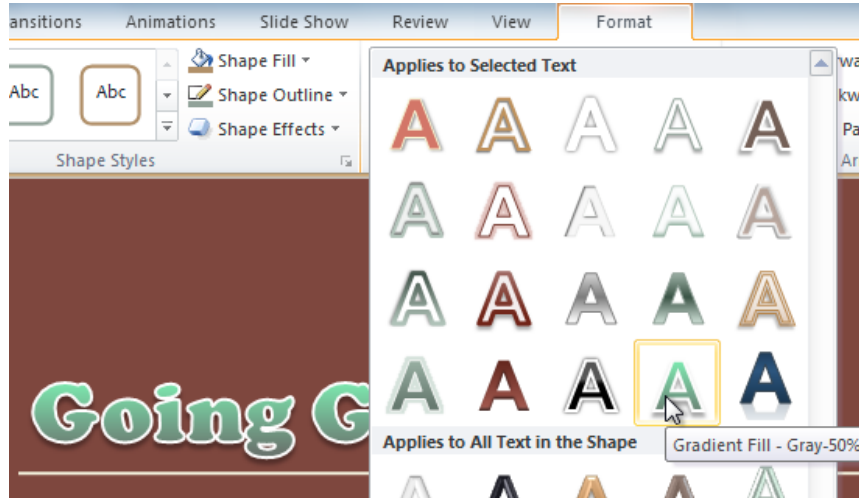 ansitions Animations Slide Show Review View Format
Abc Abc
Shape Fill
Shape Outline
Shape Effects
Shape Styles
Applies to Selected Text
A A A A A
A A A A A
A A A A A
A A A A A
Going G
Applies to All Text in the Shape
Gradient Fill - Gray-50%